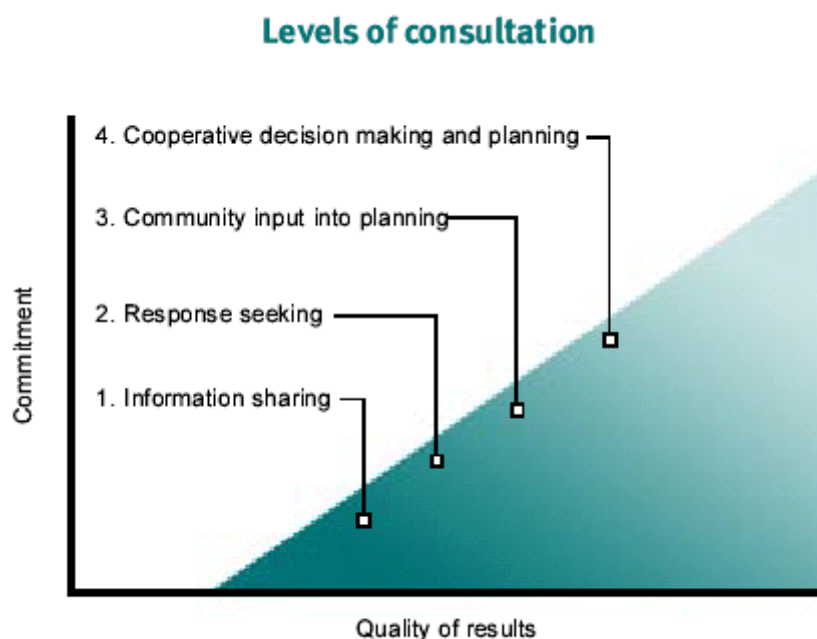 Levels of consultation
4. Cooperative decision making and planning
3. Community input into planning
2. Response seeking
1. Information sharing
Commitment
Quality of results